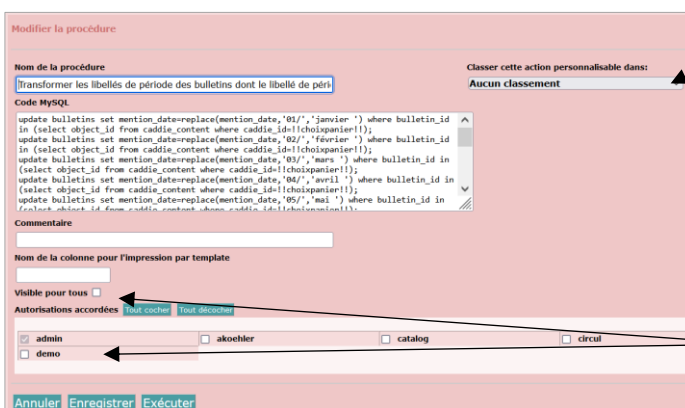 Modifier la procédure
Nom de la procédure
Classer cette action personnalisable dans:
Transformer les libellés de période des bulletins dont le libellé de péri
Aucun classement
Code MySQL
update bulletins set mention_date=replace(mention_date,'01/','janvier ') where bulletin_id
in (select object_id from caddie_content where caddie_id=!!choixpanier!!);
update bulletins set mention_date=replace(mention_date,'02/','février ') where bulletin_id
in (select object_id from caddie_content where caddie_id=!!choixpanier!!);
update bulletins set mention_date=replace(mention_date,'03/','mars ') where bulletin_id in
(select object_id from caddie_content where caddie_id=!!choixpanier!!);
update bulletins set mention_date=replace(mention_date,'04/','avril ') where bulletin_id in
(select object_id from caddie_content where caddie_id=!!choixpanier!!);
update bulletins set mention_date=replace(mention_date,'05/','mai ') where bulletin_id in
(select object_id from caddie_content where caddie_id=!!choixpanier!!);
Commentaire
Nom de la colonne pour l'impression par template
Visible pour tous
Autorisations accordées Tout cocher Tout décocher
admin akoehler catalog circul
demo
Annuler Enregistrer Exécuter